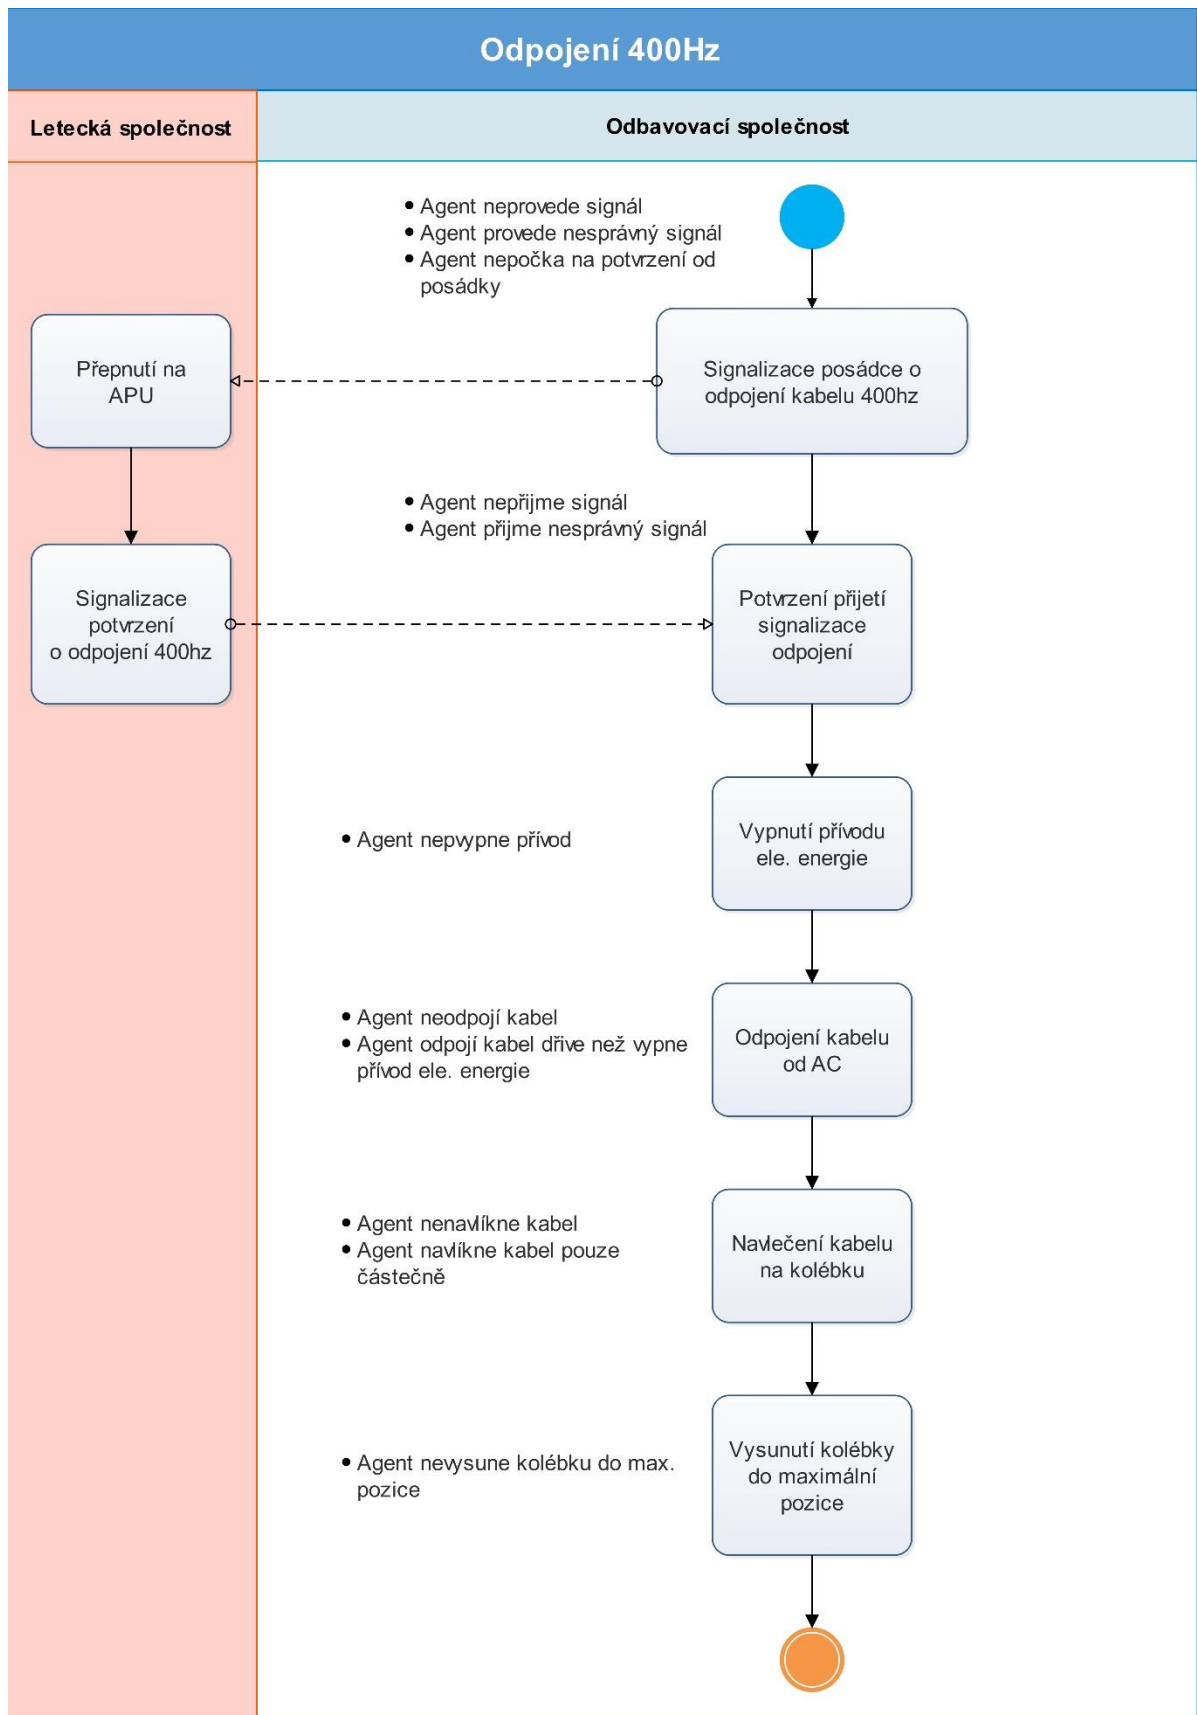 Odpojení 400Hz
Letecká společnost
Odbavovací společnost
• Agent neprovede signál
• Agent provede nesprávný signál
• Agent nepočka na potvrzení od
posádky
Přepnutí na
APU
Signalizace posádce o
odpojení kabelu 400hz
• Agent nepřijme signál
• Agent přijme nesprávný signál
Signalizace
potvrzení
o odpojení 400hz
Potvrzení přijetí
signalizace
odpojení
• Agent nepvypne přívod
Vypnutí přívodu
ele. energie
• Agent neodpojí kabel
• Agent odpojí kabel dřive než vypne
přívod ele. energie
Odpojení kabelu
od AC
• Agent nenavlíkne kabel
• Agent navlíkne kabel pouze
částečně
Navlečení kabelu
na kolébku
• Agent nevysune kolébku do max.
pozice
Vysunutí kolébky
do maximální
pozice